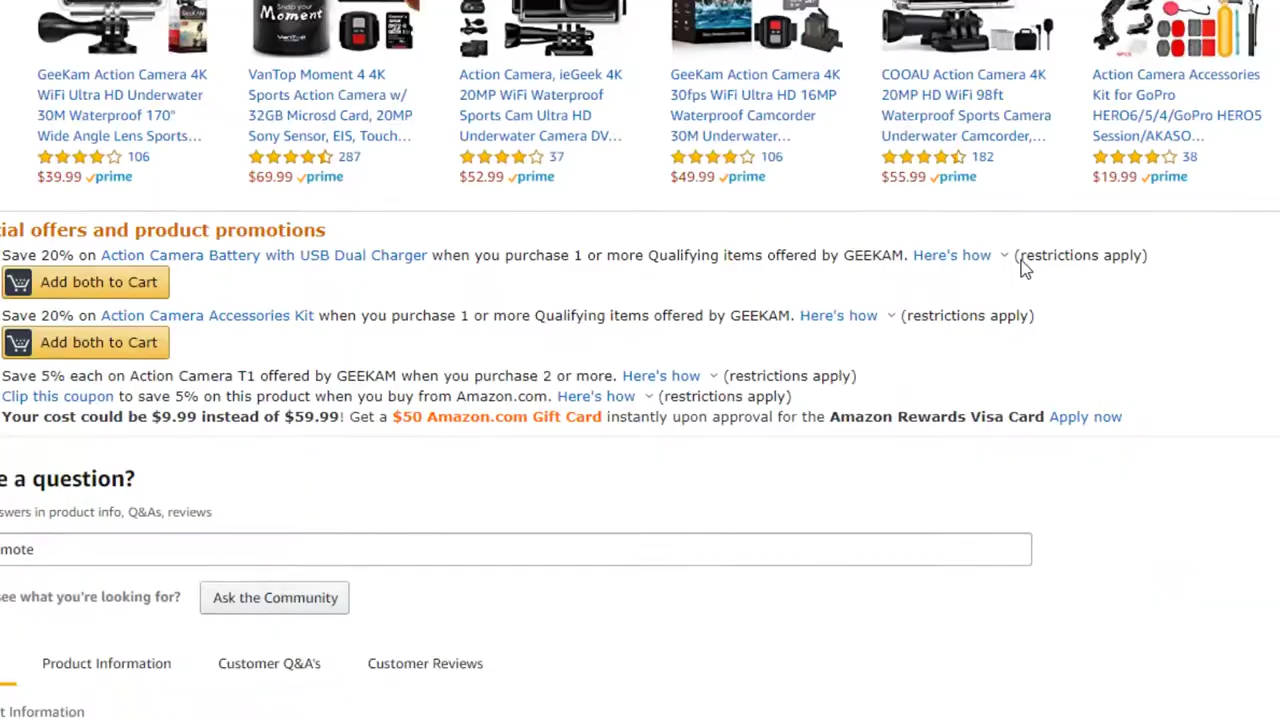 Moment
GeeKam Action Camera 4K
WiFi Ultra HD Underwater
30M Waterproof 170°
Wide Angle Lens Sports...
106
$39.99 prime
VanTop Moment 4 4K
Sports Action Camera w/
32GB Microsd Card, 20MP
Sony Sensor, EIS, Touch...
287
$69.99 prime
Action Camera, ieGeek 4K
20MP WiFi Waterproof
Sports Cam Ultra HD
Underwater Camera DV...
37
$52.99 prime
GeeKam Action Camera 4K
30fps WiFi Ultra HD 16MP
Waterproof Camcorder
30M Underwater...
106
$49.99 prime
COOAU Action Camera 4K
20MP HD WiFi 98ft
Waterproof Sports Camera
Underwater Camcorder,...
182
$55.99 prime
Action Camera Accessories
Kit for GoPro
HERO6/5/4/GoPro HERO5
Session/AKASO...
38
$19.99 prime
ial offers and product promotions
Save 20% on Action Camera Battery with USB Dual Charger when you purchase 1 or more Qualifying items offered by GEEKAM. Here's how (restrictions apply)
Add both to Cart
Save 20% on Action Camera Accessories Kit when you purchase 1 or more Qualifying items offered by GEEKAM. Here's how (restrictions apply)
Add both to Cart
Save 5% each on Action Camera T1 offered by GEEKAM when you purchase 2 or more. Here's how (restrictions apply)
Clip this coupon to save 5% on this product when you buy from Amazon.com. Here's how (restrictions apply)
Your cost could be $9.99 instead of $59.99! Get a $50 Amazon.com Gift Card instantly upon approval for the Amazon Rewards Visa Card Apply now
e a question?
swers in product info, Q&As, reviews
mote
see what you're looking for?
Ask the Community
Product Information
Customer Q&A's
Customer Reviews
t Information